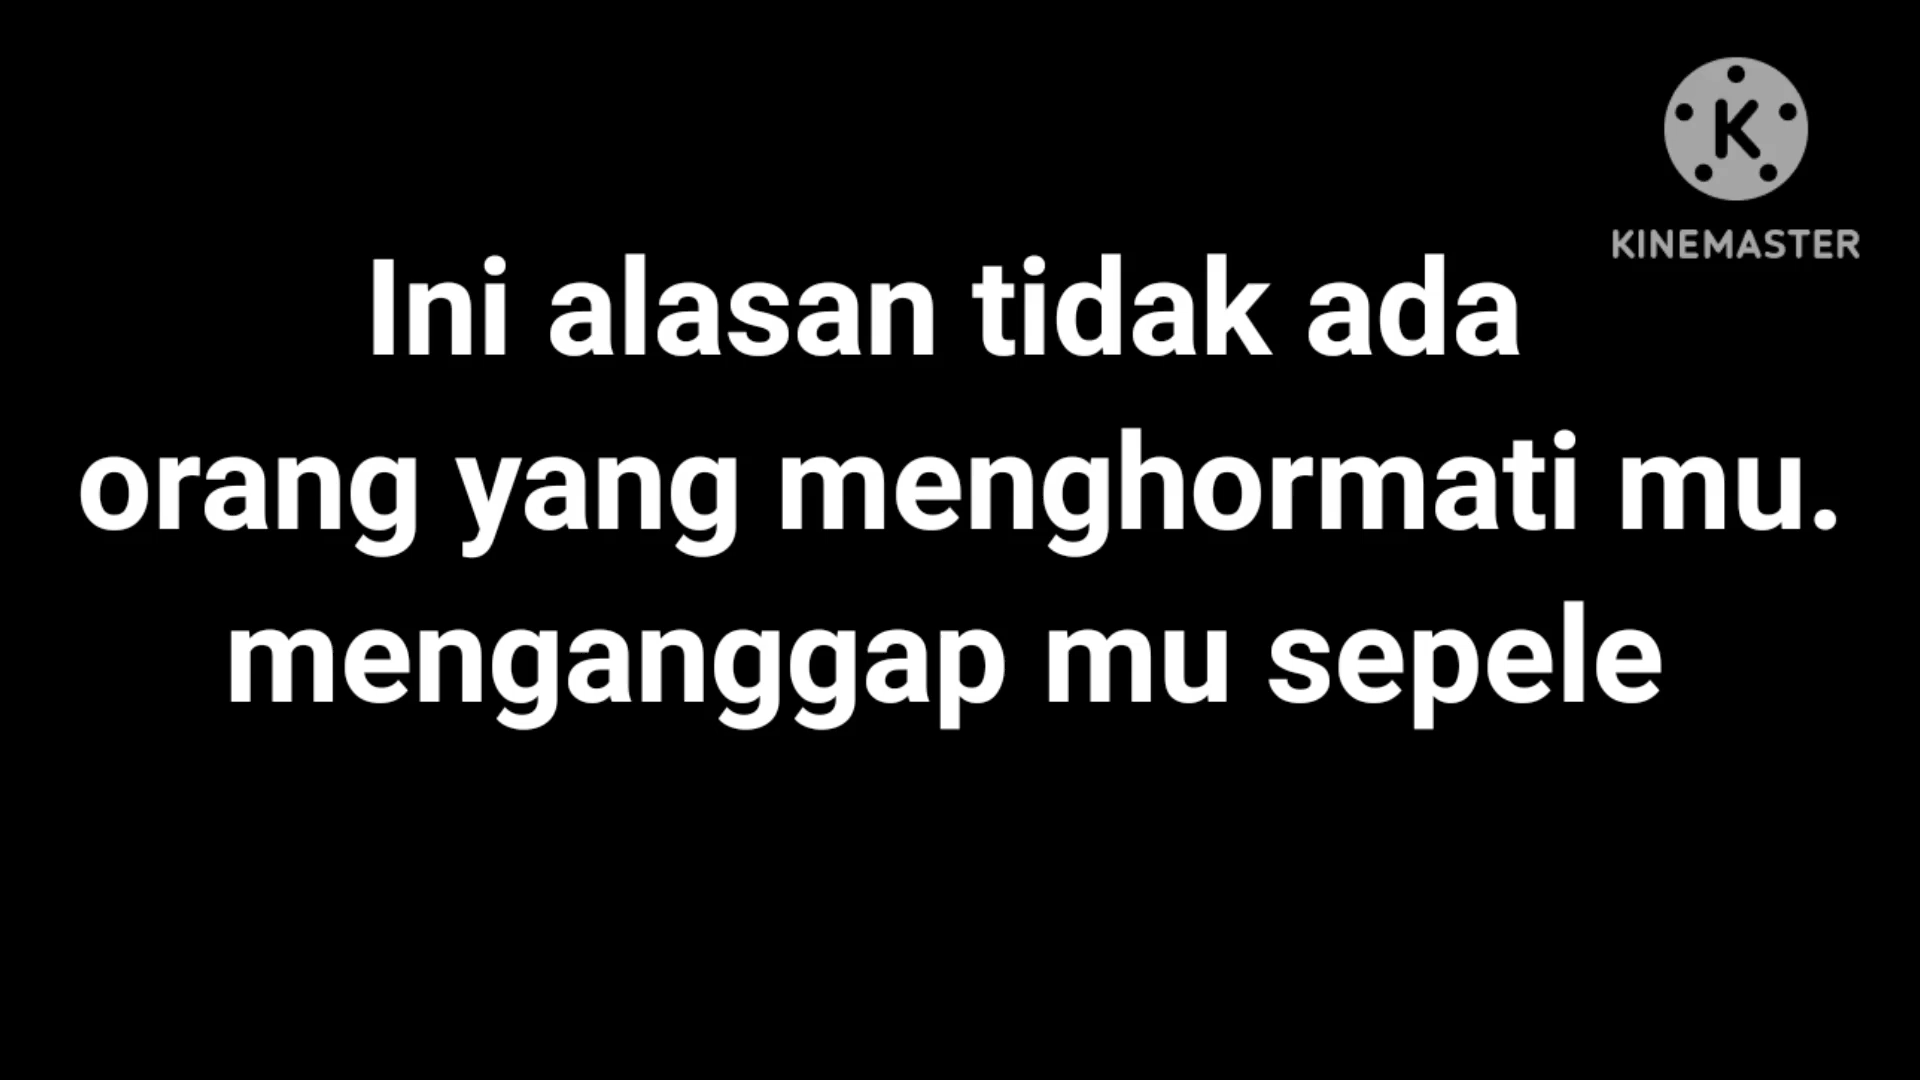 K
KINEMASTER
Ini alasan tidak ada
orang yang menghormati mu.
menganggap mu sepele